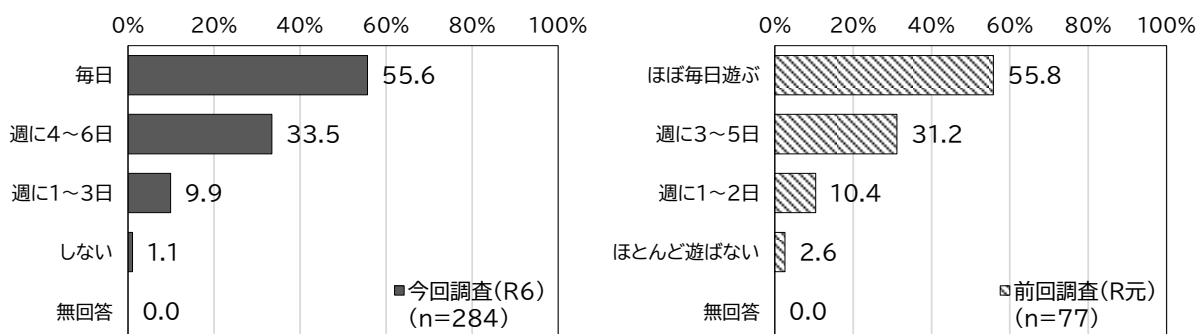 0% 20% 40% 60% 80% 100%
毎日 55.6
週に4～6日 33.5
週に1～3日 9.9
しない 1.1
無回答 0.0
今回調査(R6)
(n=284)
0% 20% 40% 60% 80% 100%
ほぼ毎日遊ぶ 55.8
週に3～5日 31.2
週に1～2日 10.4
ほとんど遊ばない 2.6
無回答 0.0
前回調査(R元)
(n=77)